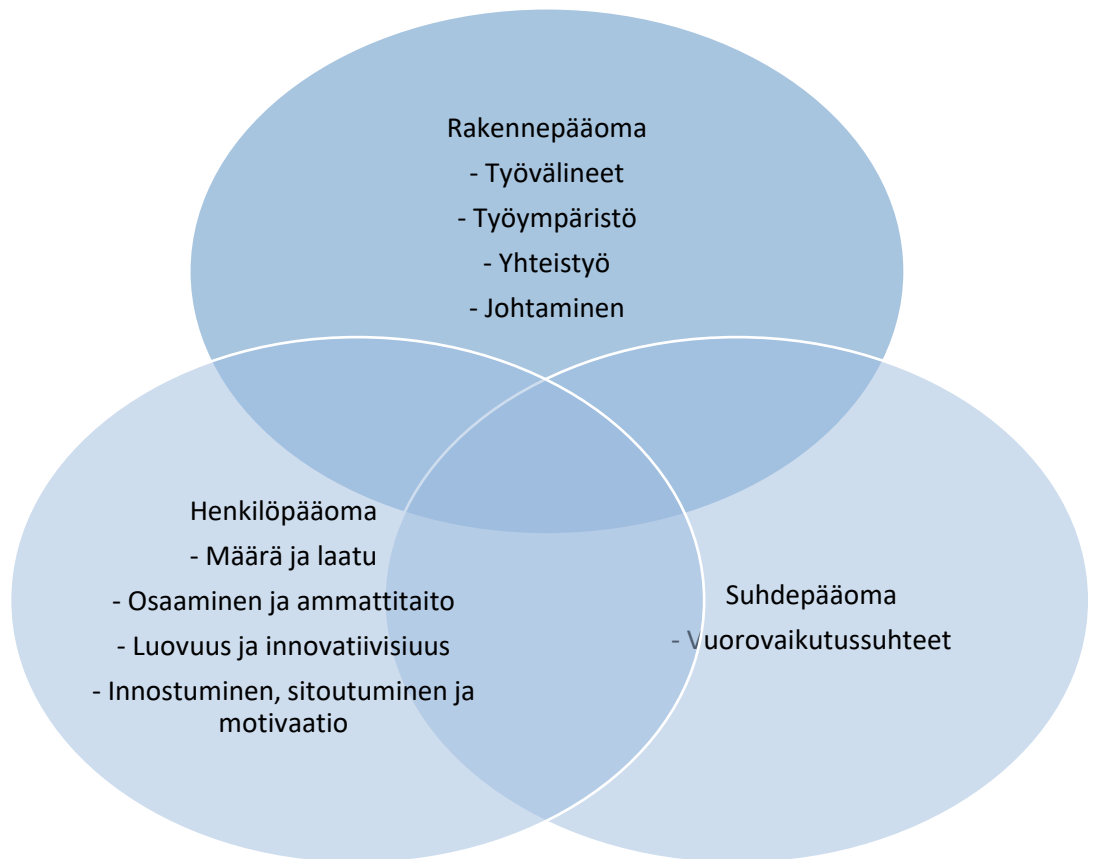 Rakennepääoma
- Työvälineet
- Työympäristö
- Yhteistyö
- Johtaminen
Henkilöpääoma
- Määrä ja laatu
- Osaaminen ja ammattitaito
- Luovuus ja innovatiivisiuus
- Innostuminen, sitoutuminen ja
motivaatio
Suhdepääoma
- Vuorovaikutussuhteet